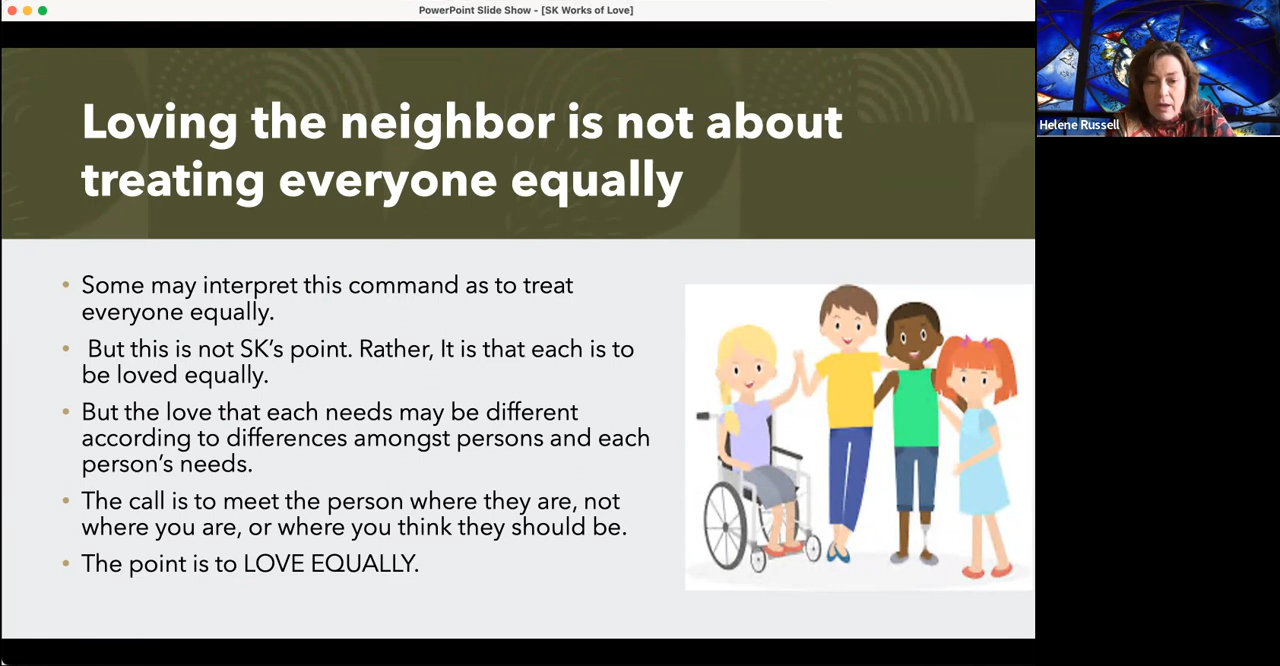 PowerPoint Slide Show - [SK Works of Love]
Helene Russell
Loving the neighbor is not about
treating everyone equally
• Some may interpret this command as to treat
everyone equally.
• But this is not SK’s point. Rather, It is that each is to
be loved equally.
• But the love that each needs may be different
according to differences amongst persons and each
person’s needs.
• The call is to meet the person where they are, not
where you are, or where you think they should be.
• The point is to LOVE EQUALLY.